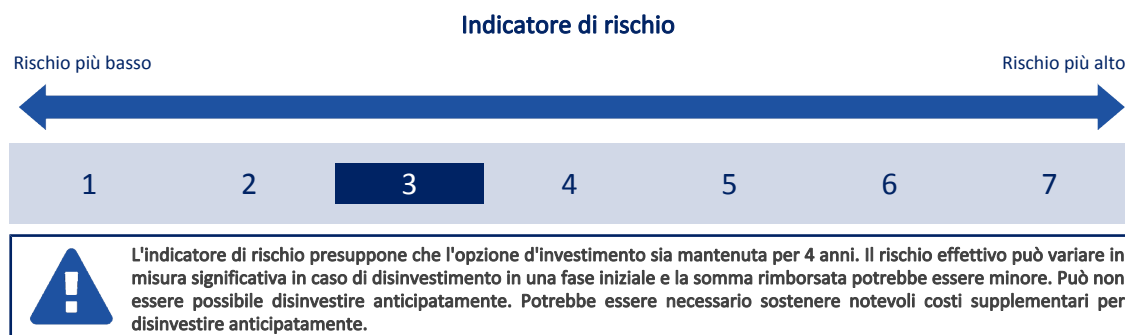 Indicatore di rischio
Rischio più basso
Rischio più alto
1 2 3 4 5 6 7
L'indicatore di rischio presuppone che l'opzione d'investimento sia mantenuta per 4 anni. Il rischio effettivo può variare in
misura significativa in caso di disinvestimento in una fase iniziale e la somma rimborsata potrebbe essere minore. Può non
essere possibile disinvestire anticipatamente. Potrebbe essere necessario sostenere notevoli costi supplementari per
disinvestire anticipatamente.